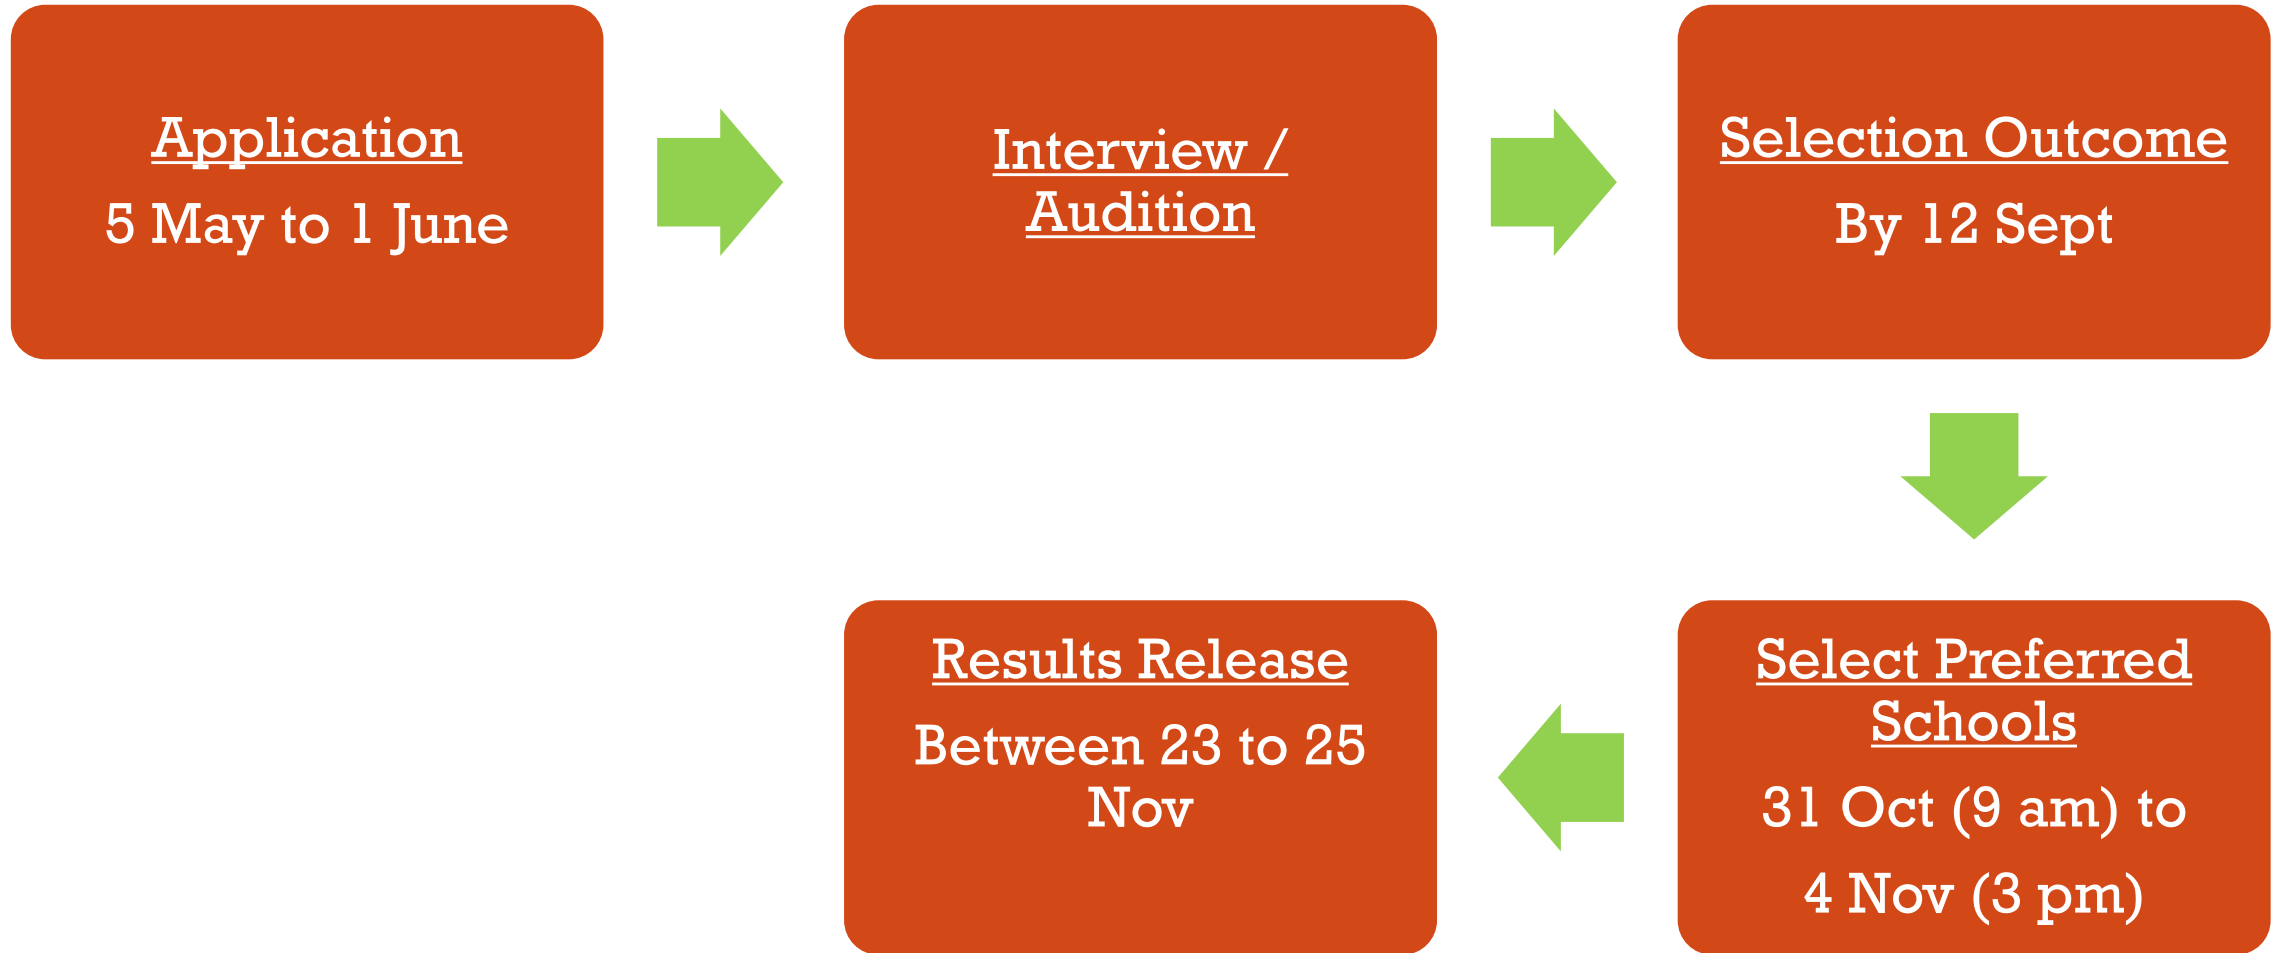 Application
5 May to 1 June
Interview /
Audition
Selection Outcome
By 12 Sept
Select Preferred
Schools
31 Oct (9 am) to
4 Nov (3 pm)
Results Release
Between 23 to 25
Nov